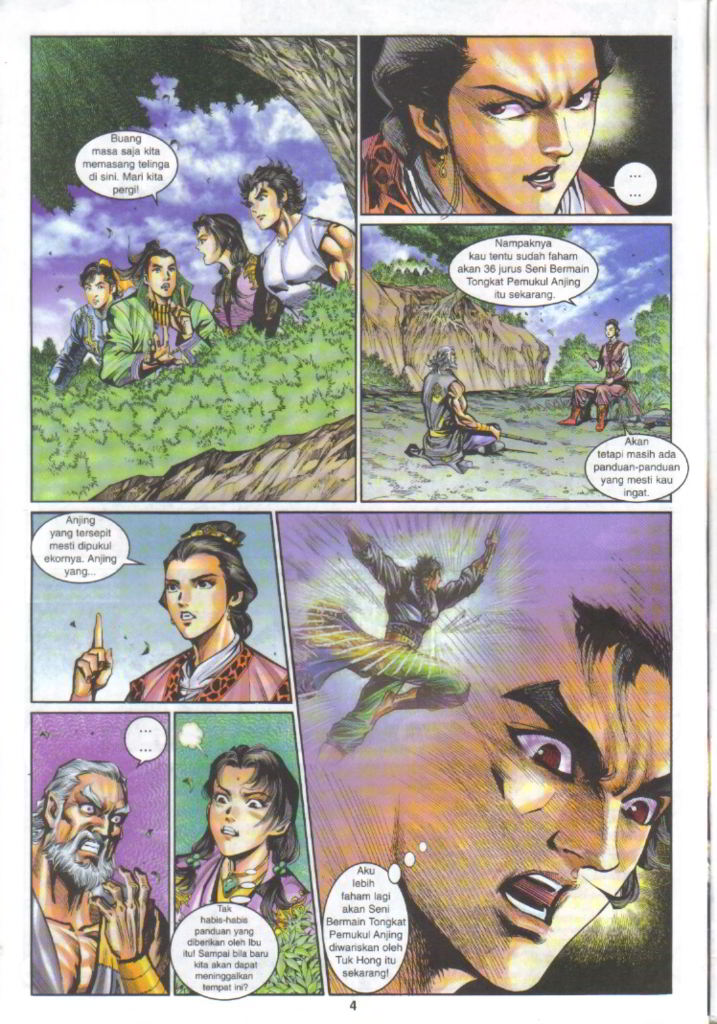 Buang
masa saja kita
memasang telinga
di sini. Mari kita
pergi!
...
...
Nampaknya
kau tentu sudah faham
akan 36 jurus Seni Bermain
Tongkat Pemukul Anjing
itu sekarang.
Akan
tetapi masih ada
panduan-panduan
yang mesti kau
ingat.
Anjing
yang tersepit
mesti dipukul
ekornya. Anjing
yang...
...
...
Tak
habis-habis
panduan yang
diberikan oleh Ibu
itu! Sampai bila baru
kita akan dapat
meninggalkan
tempat ini?
Aku
lebih
faham lagi
akan Seni
Bermain Tongkat
Pemukul Anjing
diwariskan oleh
Tuk Hong itu
sekarang!
4